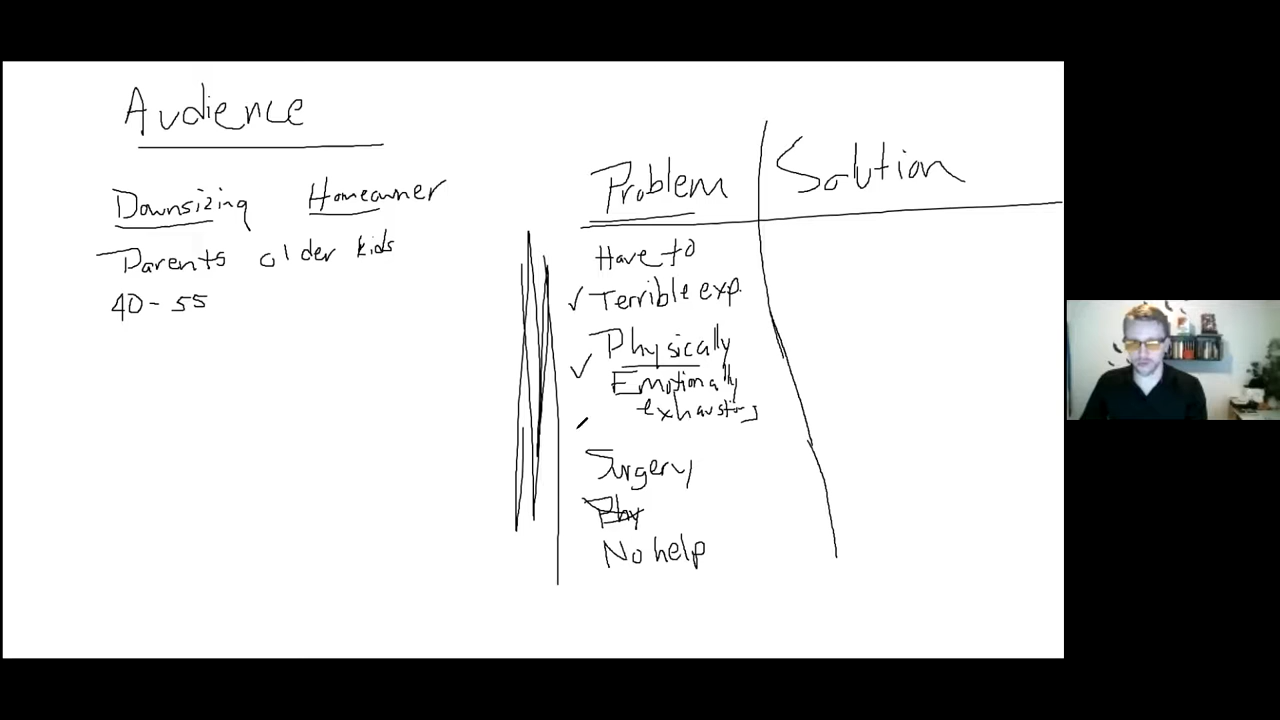 Audience
Downsizing Homeowner
Parents older kids
40-55
Problem
Solution
Have to
✓ Terrible exp.
✓ Physically
Emotionally
exhausting
Surgery
Phy
No help